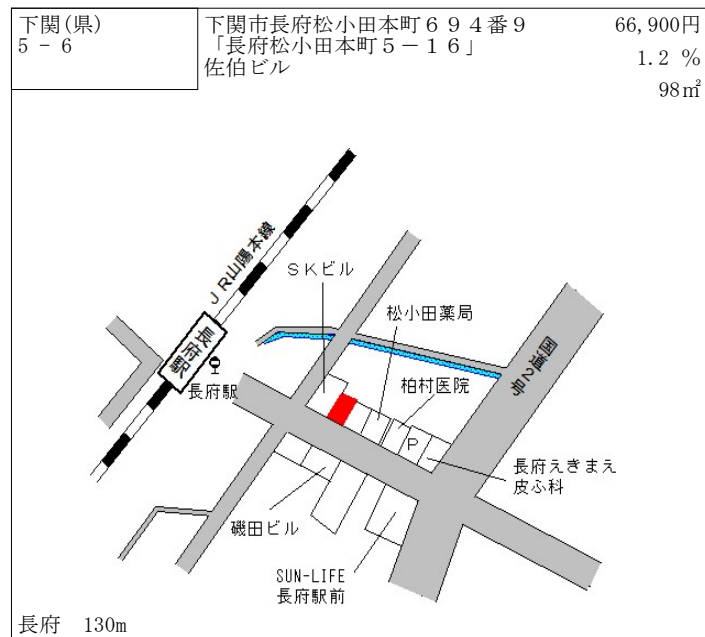 下関(県)
5 - 6
下関市長府松小田本町６９４番９
「長府松小田本町５－１６」
佐伯ビル
66,900円
1.2 %
98㎡
ＪＲ山陽本線
ＳＫビル
松小田薬局
国道2号
長府駅
長府駅
柏村医院
P
長府えきまえ
皮ふ科
磯田ビル
SUN-LIFE
長府駅前
長府　130m